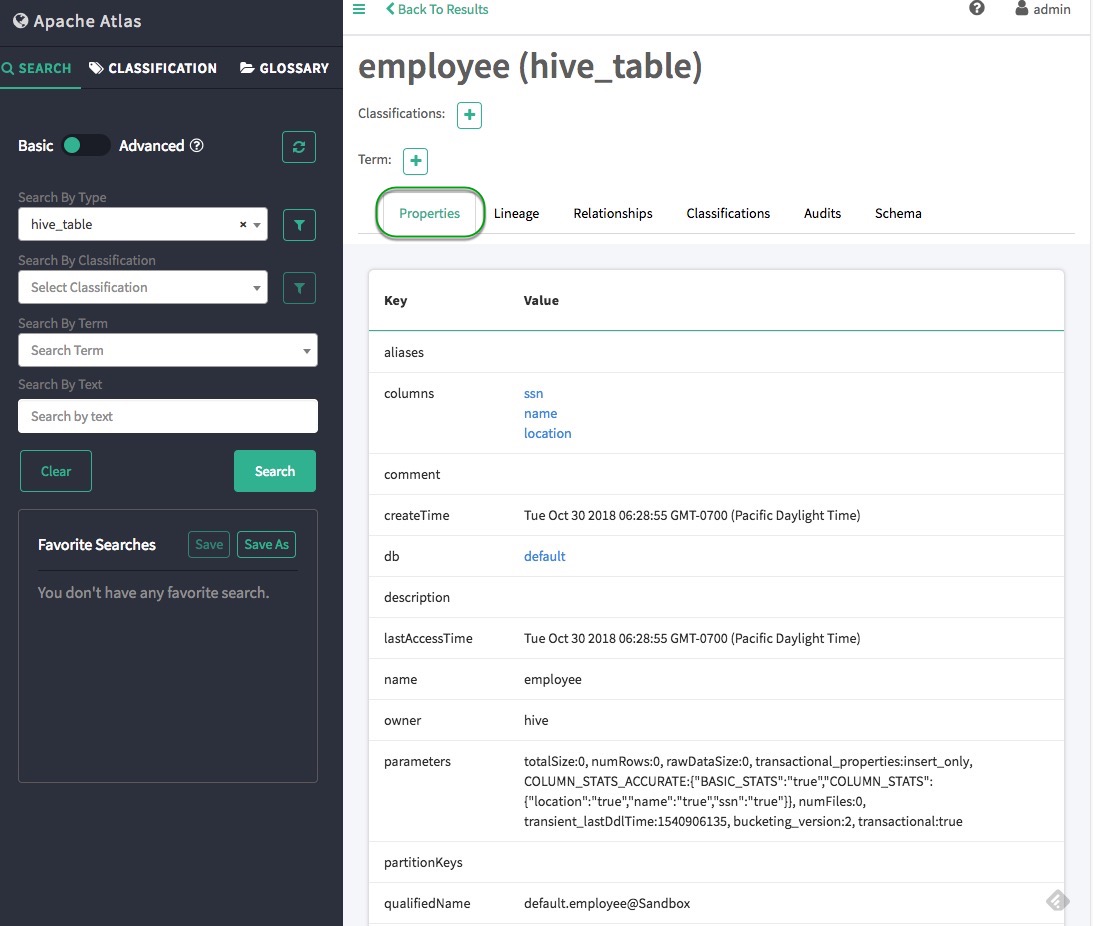 Apache Atlas
SEARCH CLASSIFICATION GLOSSARY
Basic Advanced
Search By Type
hive_table ×
Search By Classification
Select Classification
Search By Term
Search Term
Search By Text
Search by text
Clear Search
Favorite Searches Save Save As
You don't have any favorite search.
Back To Results
admin
employee (hive_table)
Classifications:
Term:
Properties Lineage Relationships Classifications Audits Schema
Key Value
aliases
columns ssn
name
location
comment
createTime Tue Oct 30 2018 06:28:55 GMT-0700 (Pacific Daylight Time)
db default
description
lastAccessTime Tue Oct 30 2018 06:28:55 GMT-0700 (Pacific Daylight Time)
name employee
owner hive
parameters totalSize:0, numRows:0, rawDataSize:0, transactional_properties:insert_only,
COLUMN_STATS_ACCURATE:{"BASIC_STATS":"true","COLUMN_STATS":
{"location":"true","name":"true","ssn":"true"}}, numFiles:0,
transient_lastDdlTime:1540906135, bucketing_version:2, transactional:true
partitionKeys
qualifiedName default.employee@Sandbox